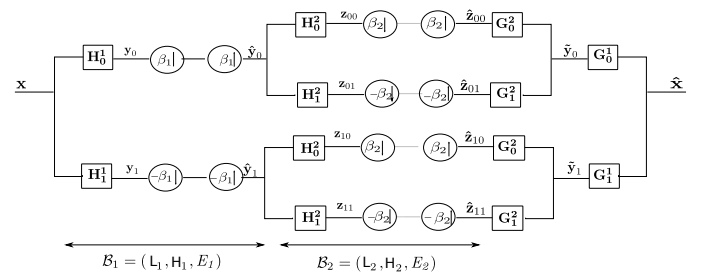 z₀₀ ẑ₀₀
H₀² β₂↓ β₂↑ G₀²
H₀¹ y₀ β₁↓ β₁↑ ŷ₀ ỹ₀ G₀¹
x z₀₁ ẑ₀₁ x̂
H₁² -β₂↓ -β₂↑ G₁²
z₁₀ ẑ₁₀
H₀² β₂↓ β₂↑ G₀²
H₁¹ y₁ -β₁↓ -β₁↑ ŷ₁ ỹ₁ G₁¹
z₁₁ ẑ₁₁
H₁² -β₂↓ -β₂↑ G₁²
ℬ₁ = (L₁, H₁, E₁) ℬ₂ = (L₂, H₂, E₂)